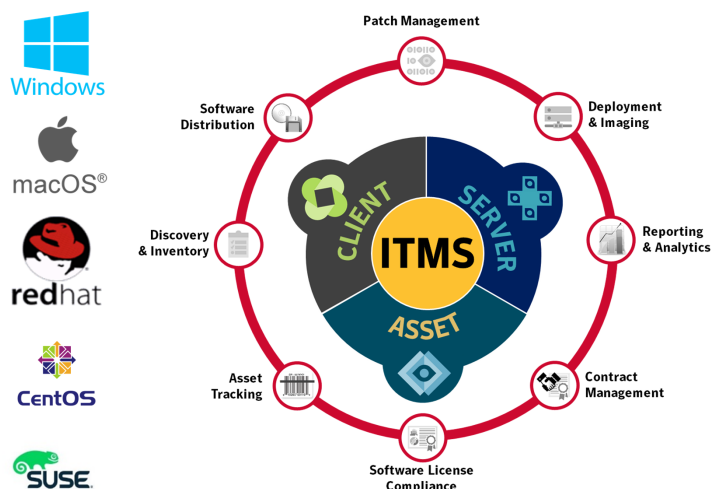 Windows
macOS®
redhat
CentOS
SUSE
Patch Management
Deployment
& Imaging
Reporting
& Analytics
Contract
Management
Software License
Compliance
Asset
Tracking
Discovery
& Inventory
Software
Distribution
CLIENT
SERVER
ASSET
ITMS